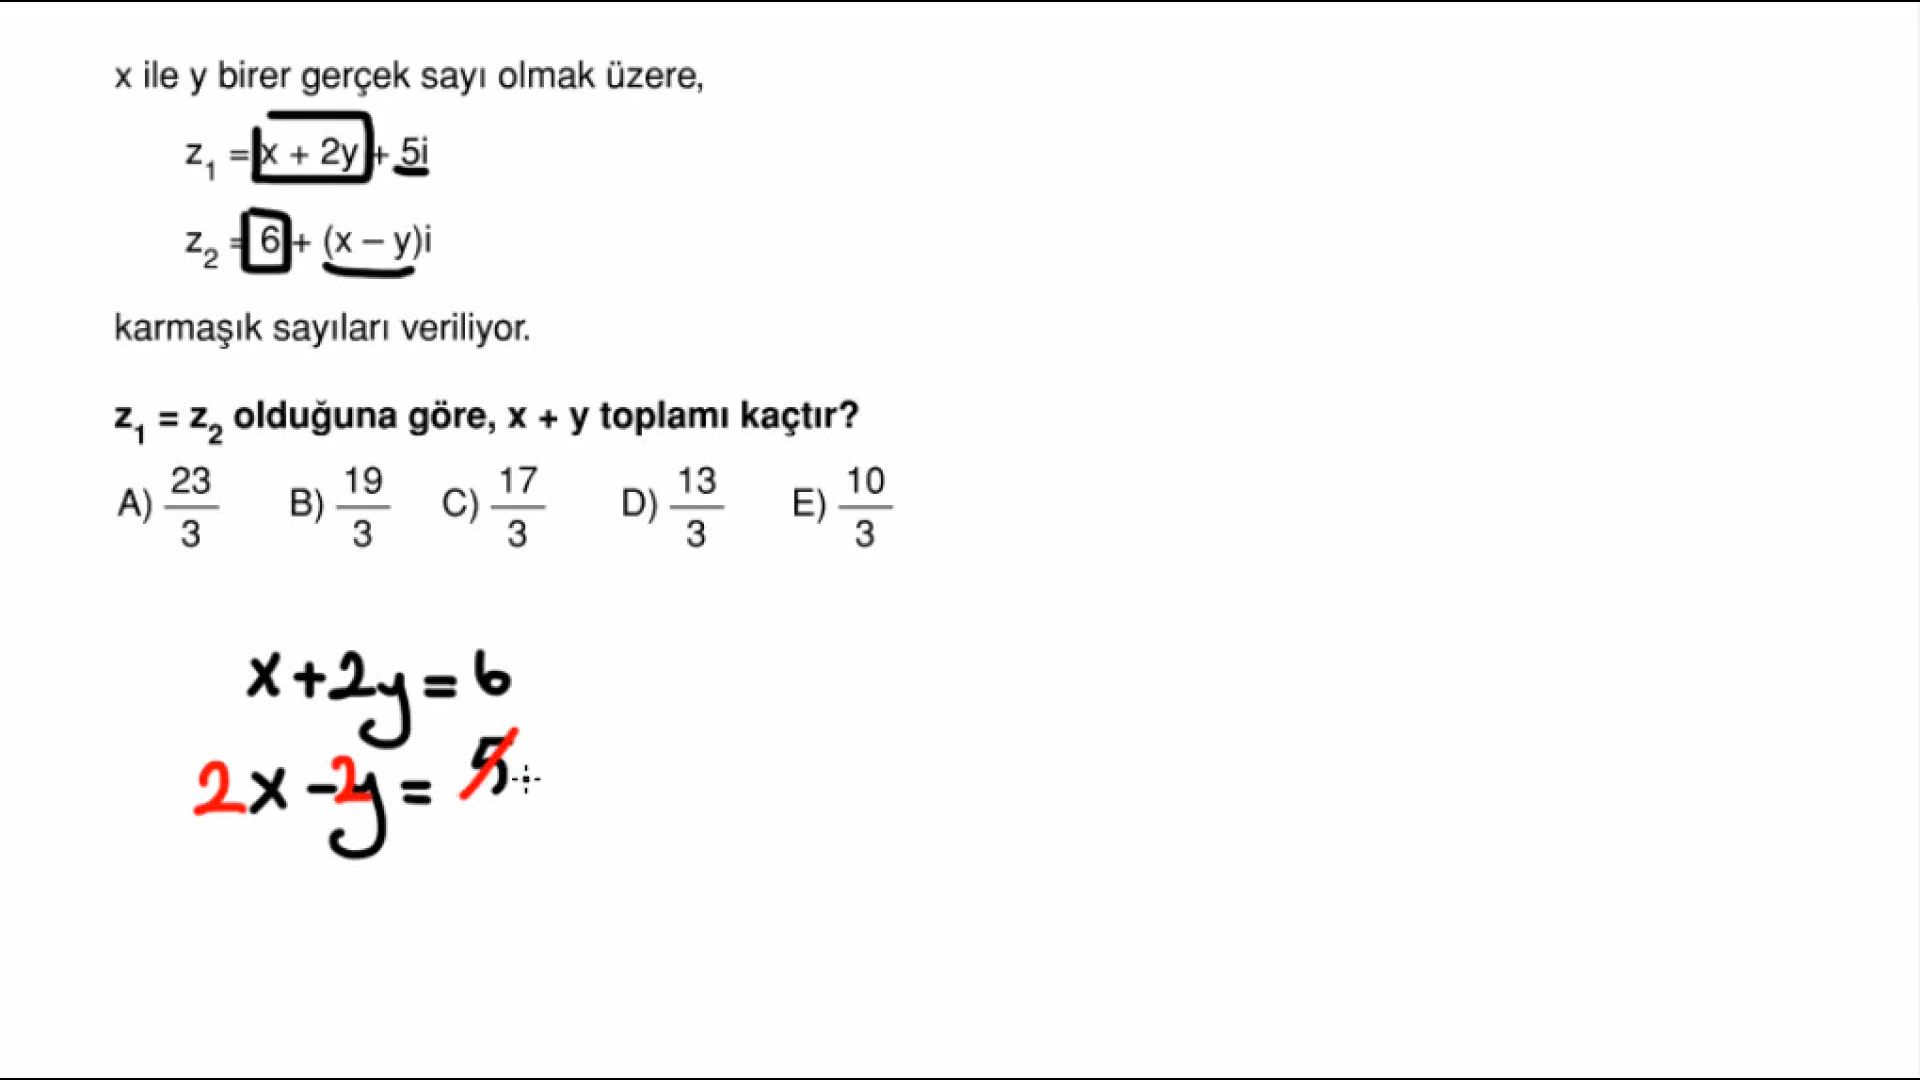 x ile y birer gerçek sayı olmak üzere,
z₁ = x + 2y + 5i
z₂ = 6 + (x – y)i
karmaşık sayıları veriliyor.
z₁ = z₂ olduğuna göre, x + y toplamı kaçtır?
A) 23/3 B) 19/3 C) 17/3 D) 13/3 E) 10/3
x+2y=6
2x-2y= 5